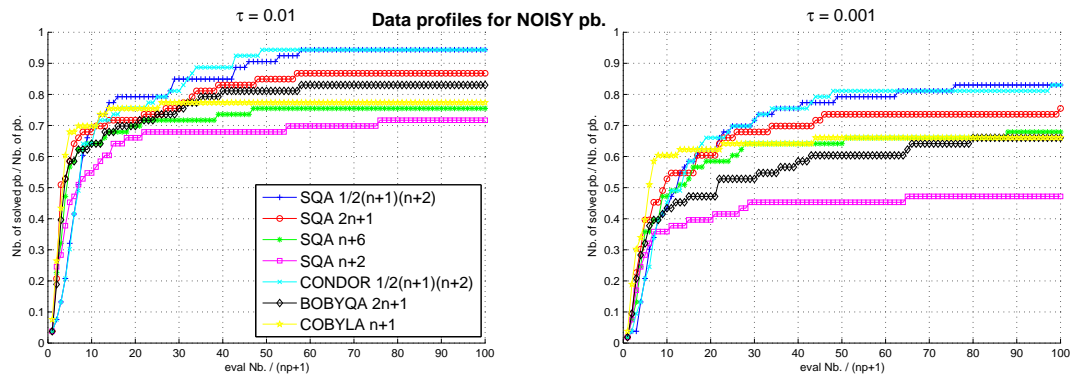 Data profiles for NOISY pb.
τ = 0.01
Nb. of solved pb. / Nb. of pb.
1
0.9
0.8
0.7
0.6
0.5
0.4
0.3
0.2
0.1
0
0 10 20 30 40 50 60 70 80 90 100
eval Nb. / (np+1)
SQA 1/2(n+1)(n+2)
SQA 2n+1
SQA n+6
SQA n+2
CONDOR 1/2(n+1)(n+2)
BOBYQA 2n+1
COBYLA n+1
τ = 0.001
Nb. of solved pb. / Nb. of pb.
1
0.9
0.8
0.7
0.6
0.5
0.4
0.3
0.2
0.1
0
0 10 20 30 40 50 60 70 80 90 100
eval Nb. / (np+1)